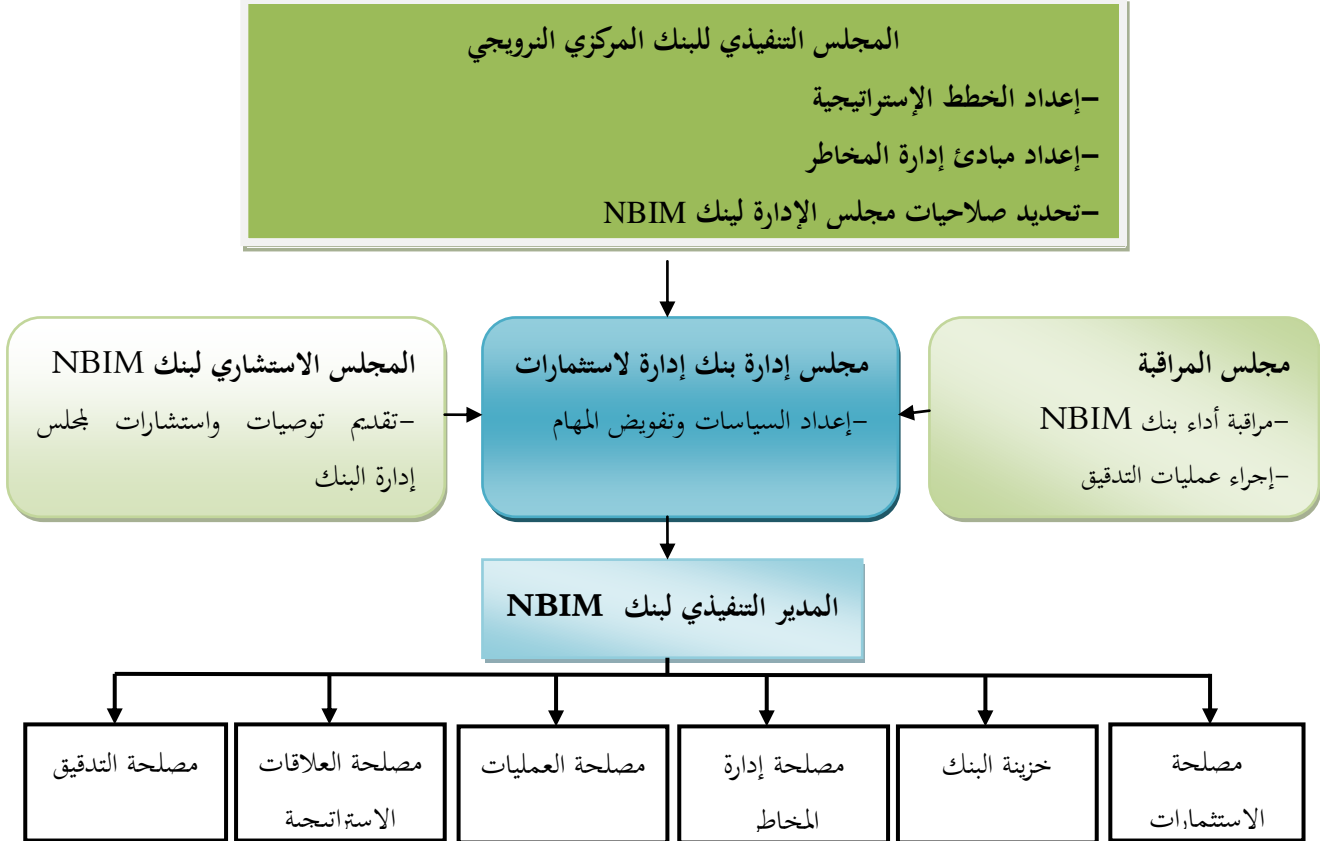 المجلس التنفيذي للبنك المركزي النرويجي
–إعداد الخطط الإستراتيجية
–إعداد مبادئ إدارة المخاطر
–تحديد صلاحيات مجلس الإدارة لينك NBIM
مجلس المراقبة
–مراقبة أداء بنك NBIM
–إجراء عمليات التدقيق
مجلس إدارة بنك إدارة لاستثمارات
–إعداد السياسات وتفويض المهام
المجلس الاستشاري لبنك NBIM
–تقديم توصيات واستشارات لمجلس
إدارة البنك
المدير التنفيذي لبنك NBIM
مصلحة
الاستثمارات
خزينة البنك
مصلحة إدارة
المخاطر
مصلحة العمليات
مصلحة العلاقات
الاستراتيجية
مصلحة التدقيق